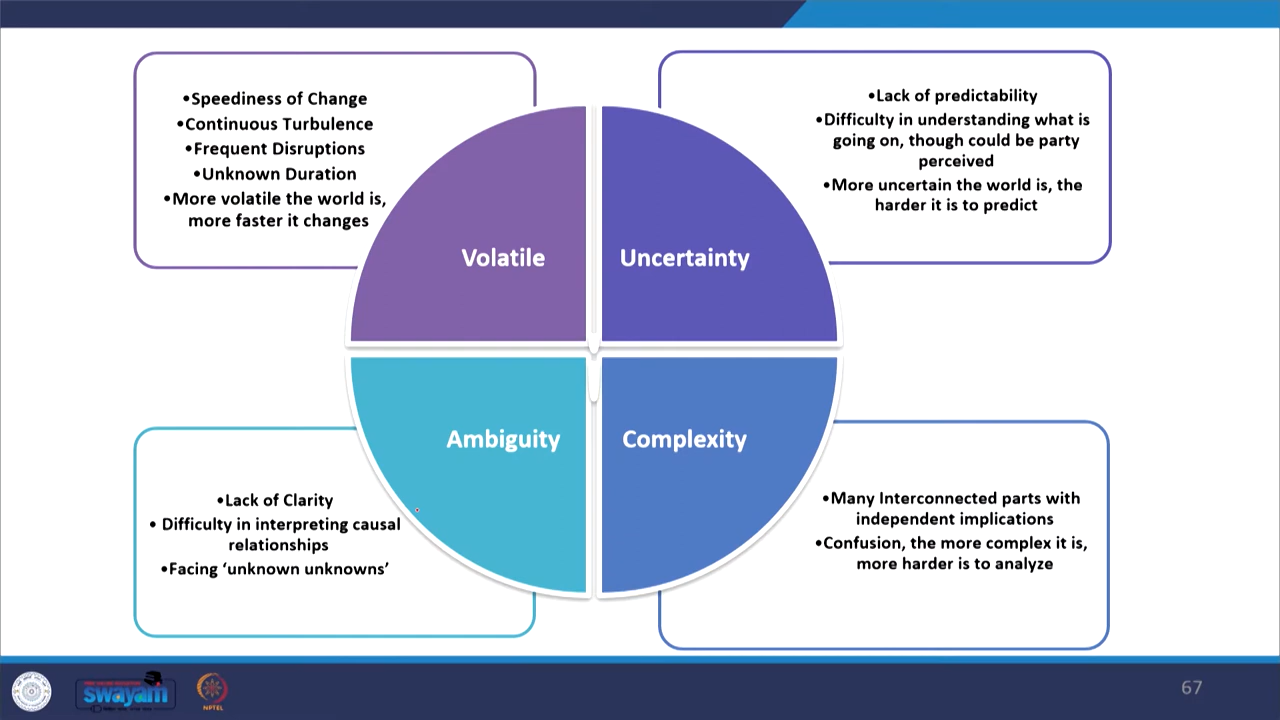 •Speediness of Change
•Continuous Turbulence
•Frequent Disruptions
•Unknown Duration
•More volatile the world is,
more faster it changes
•Lack of predictability
•Difficulty in understanding what is
going on, though could be party
perceived
•More uncertain the world is, the
harder it is to predict
Volatile
Uncertainty
Ambiguity
Complexity
•Lack of Clarity
• Difficulty in interpreting causal
relationships
•Facing ‘unknown unknowns’
•Many Interconnected parts with
independent implications
•Confusion, the more complex it is,
more harder is to analyze
swayam
NPTEL
67